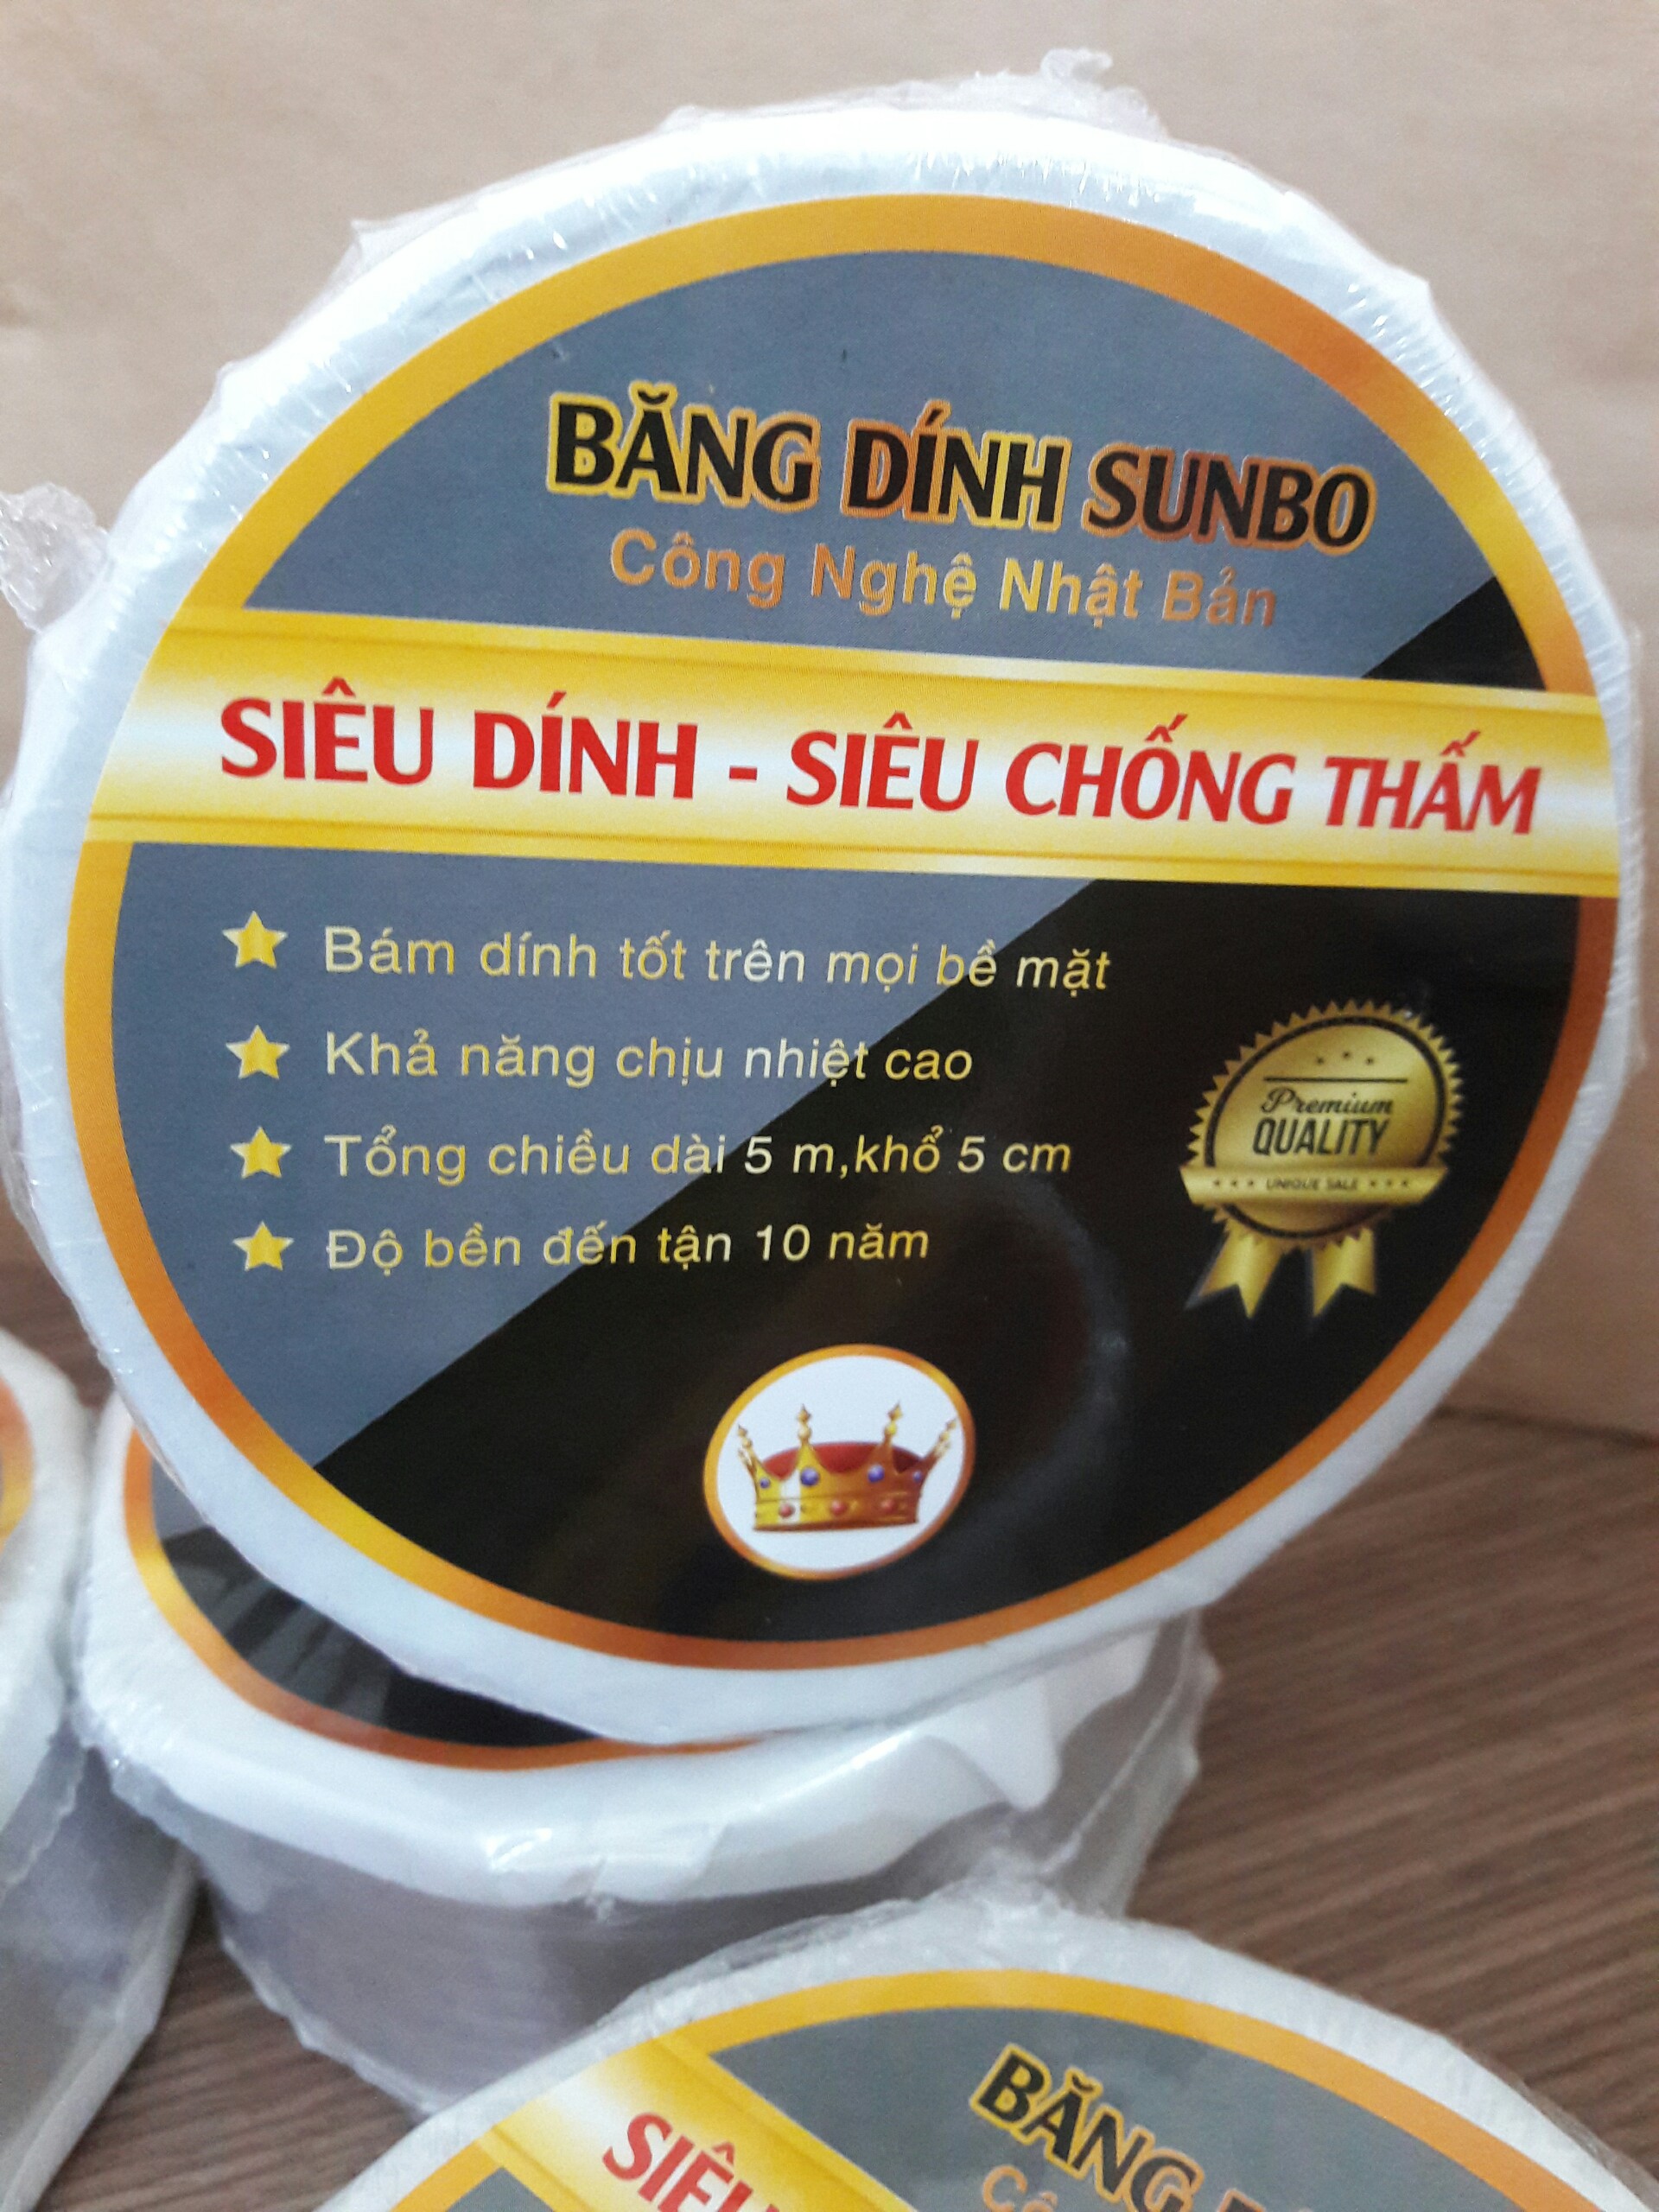 BĂNG DÍNH SUNBO
Công Nghệ Nhật Bản
SIÊU DÍNH - SIÊU CHỐNG THẤM
Bám dính tốt trên mọi bề mặt
Khả năng chịu nhiệt cao
Tổng chiều dài 5 m,khổ 5 cm
Độ bền đến tận 10 năm
Premium
QUALITY
UNIQUE SALE
BĂNG
SIÊU